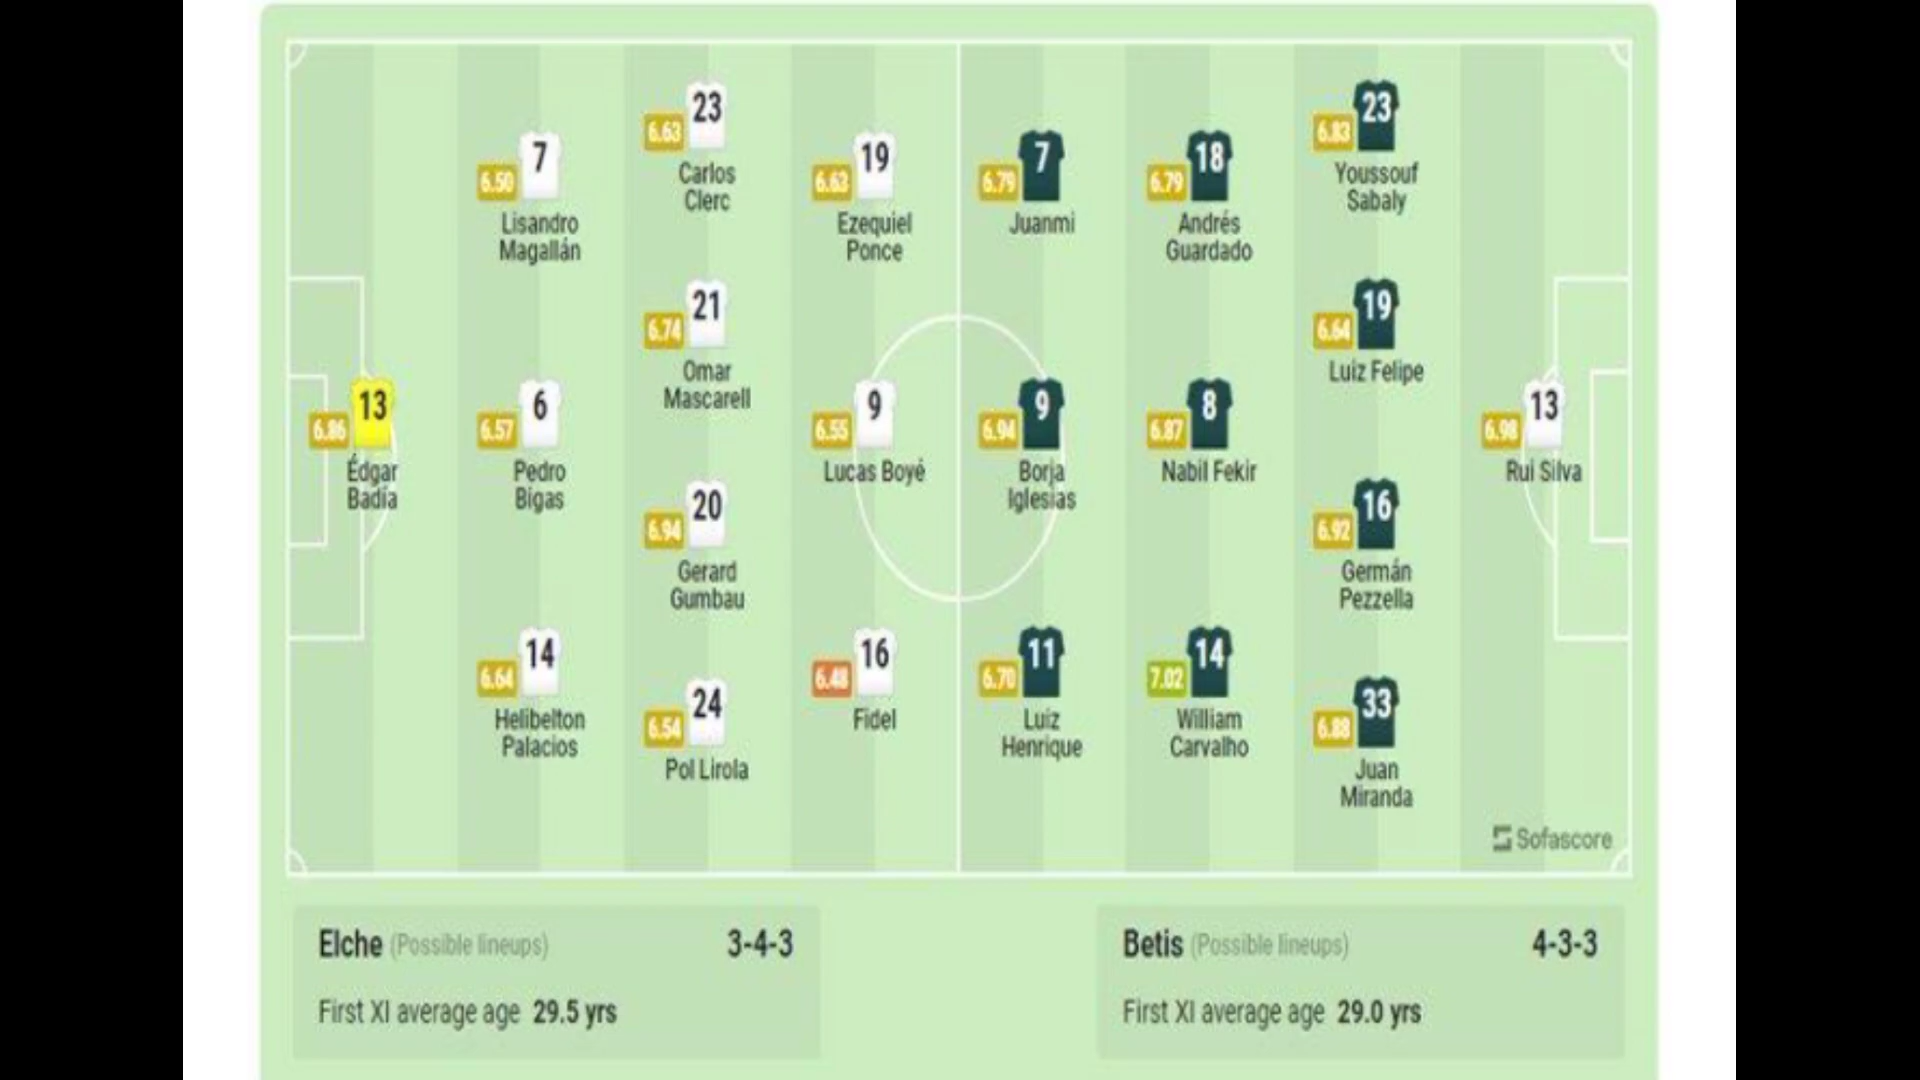 13
6.86
Édgar
Badía
7
6.50
Lisandro
Magallán
6
6.57
Pedro
Bigas
14
6.64
Helibelton
Palacios
23
6.63
Carlos
Clerc
21
6.74
Omar
Mascarell
20
6.94
Gerard
Gumbau
24
6.54
Pol Lirola
19
6.63
Ezequiel
Ponce
9
6.55
Lucas Boyé
16
6.48
Fidel
7
6.79
Juanmi
9
6.94
Borja
Iglesias
11
6.70
Luiz
Henrique
18
6.79
Andrés
Guardado
8
6.87
Nabil Fekir
14
7.02
William
Carvalho
23
6.83
Youssouf
Sabaly
19
6.64
Luiz Felipe
16
6.92
Germán
Pezzella
33
6.88
Juan
Miranda
13
6.98
Rui Silva
Sofascore
Elche (Possible lineups) 3-4-3
First XI average age 29.5 yrs
Betis (Possible lineups) 4-3-3
First XI average age 29.0 yrs